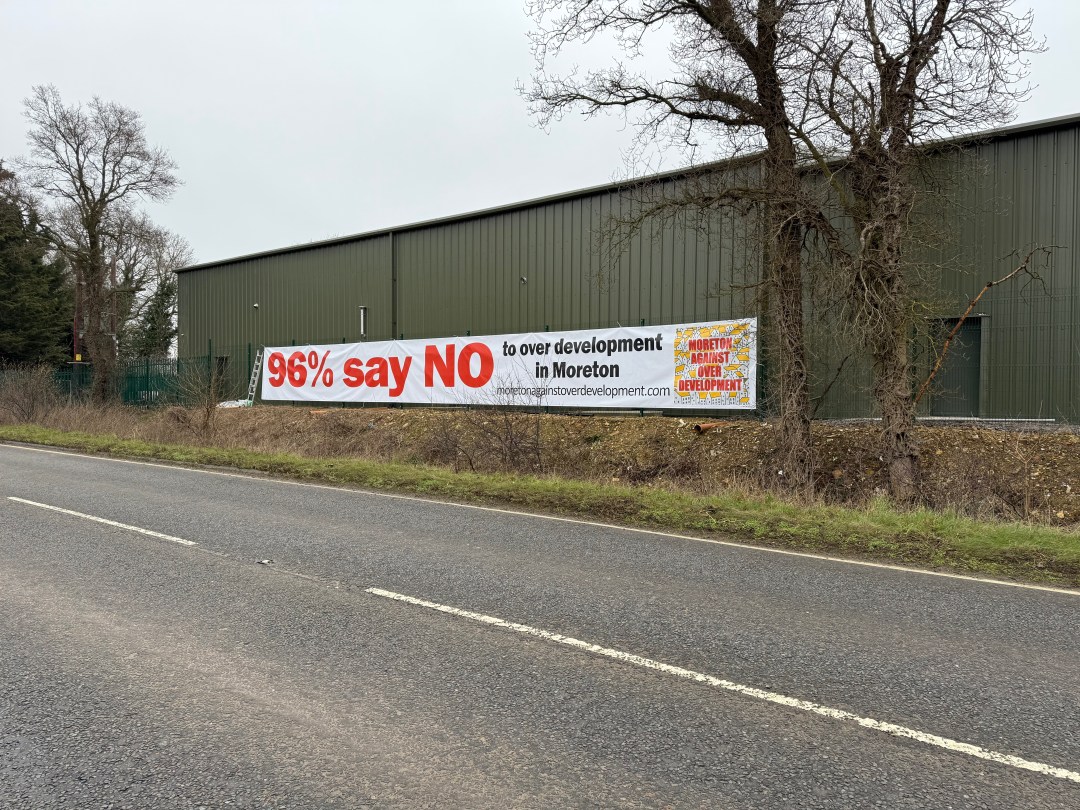 96% say NO
to over development
in Moreton
moretonagainstoverdevelopment.com
MORETON
AGAINST
OVER
DEVELOPMENT